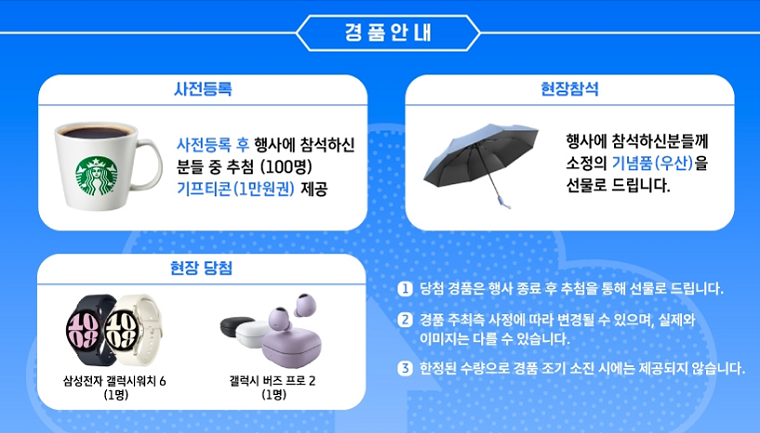 경품안내
사전등록
사전등록 후 행사에 참석하신
분들 중 추첨 (100명)
기프티콘(1만원권) 제공
현장참석
행사에 참석하신분들께
소정의 기념품(우산)을
선물로 드립니다.
현장 당첨
10
08
10
08
삼성전자 갤럭시워치 6
(1명)
갤럭시 버즈 프로 2
(1명)
1 당첨 경품은 행사 종료 후 추첨을 통해 선물로 드립니다.
2 경품 주최측 사정에 따라 변경될 수 있으며, 실제와
이미지는 다를 수 있습니다.
3 한정된 수량으로 경품 조기 소진 시에는 제공되지 않습니다.